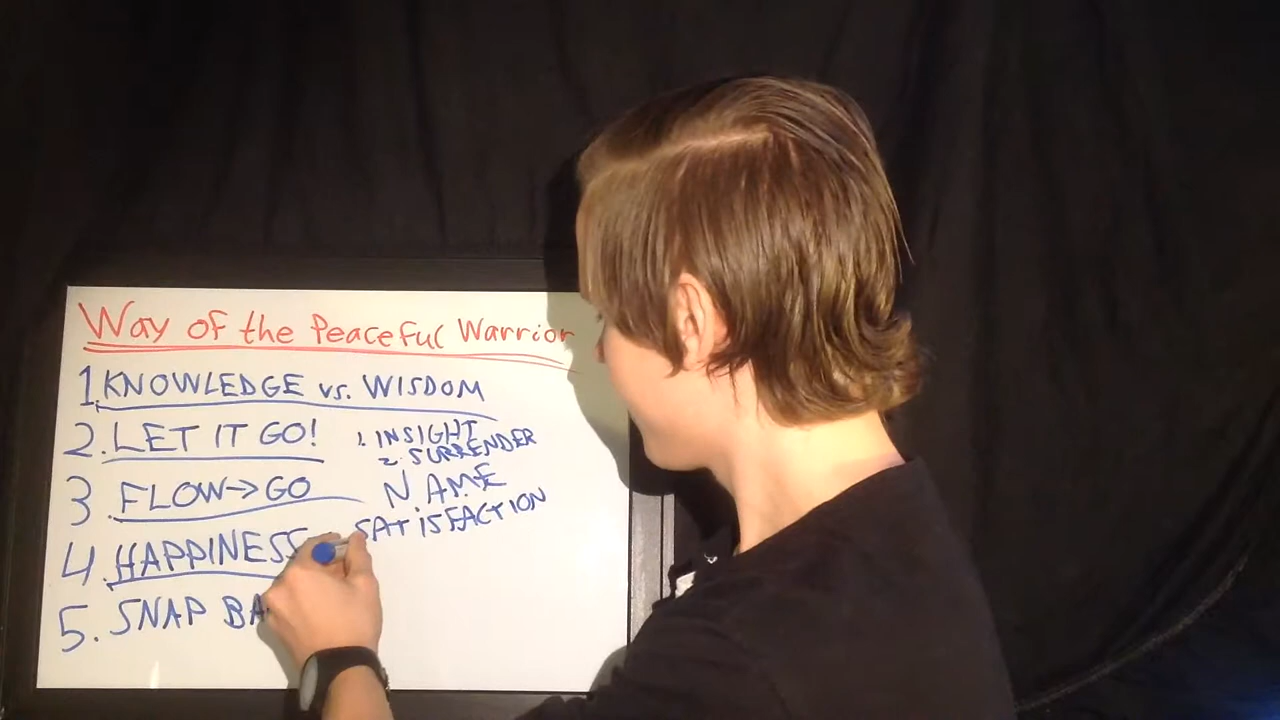 Way of the Peaceful Warrior
1. KNOWLEDGE vs. WISDOM
2. LET IT GO!
1. INSIGHT
2. SURRENDER
3. FLOW→GO
NAME
4. HAPPINESS
SATISFACTION
5. SNAP BA